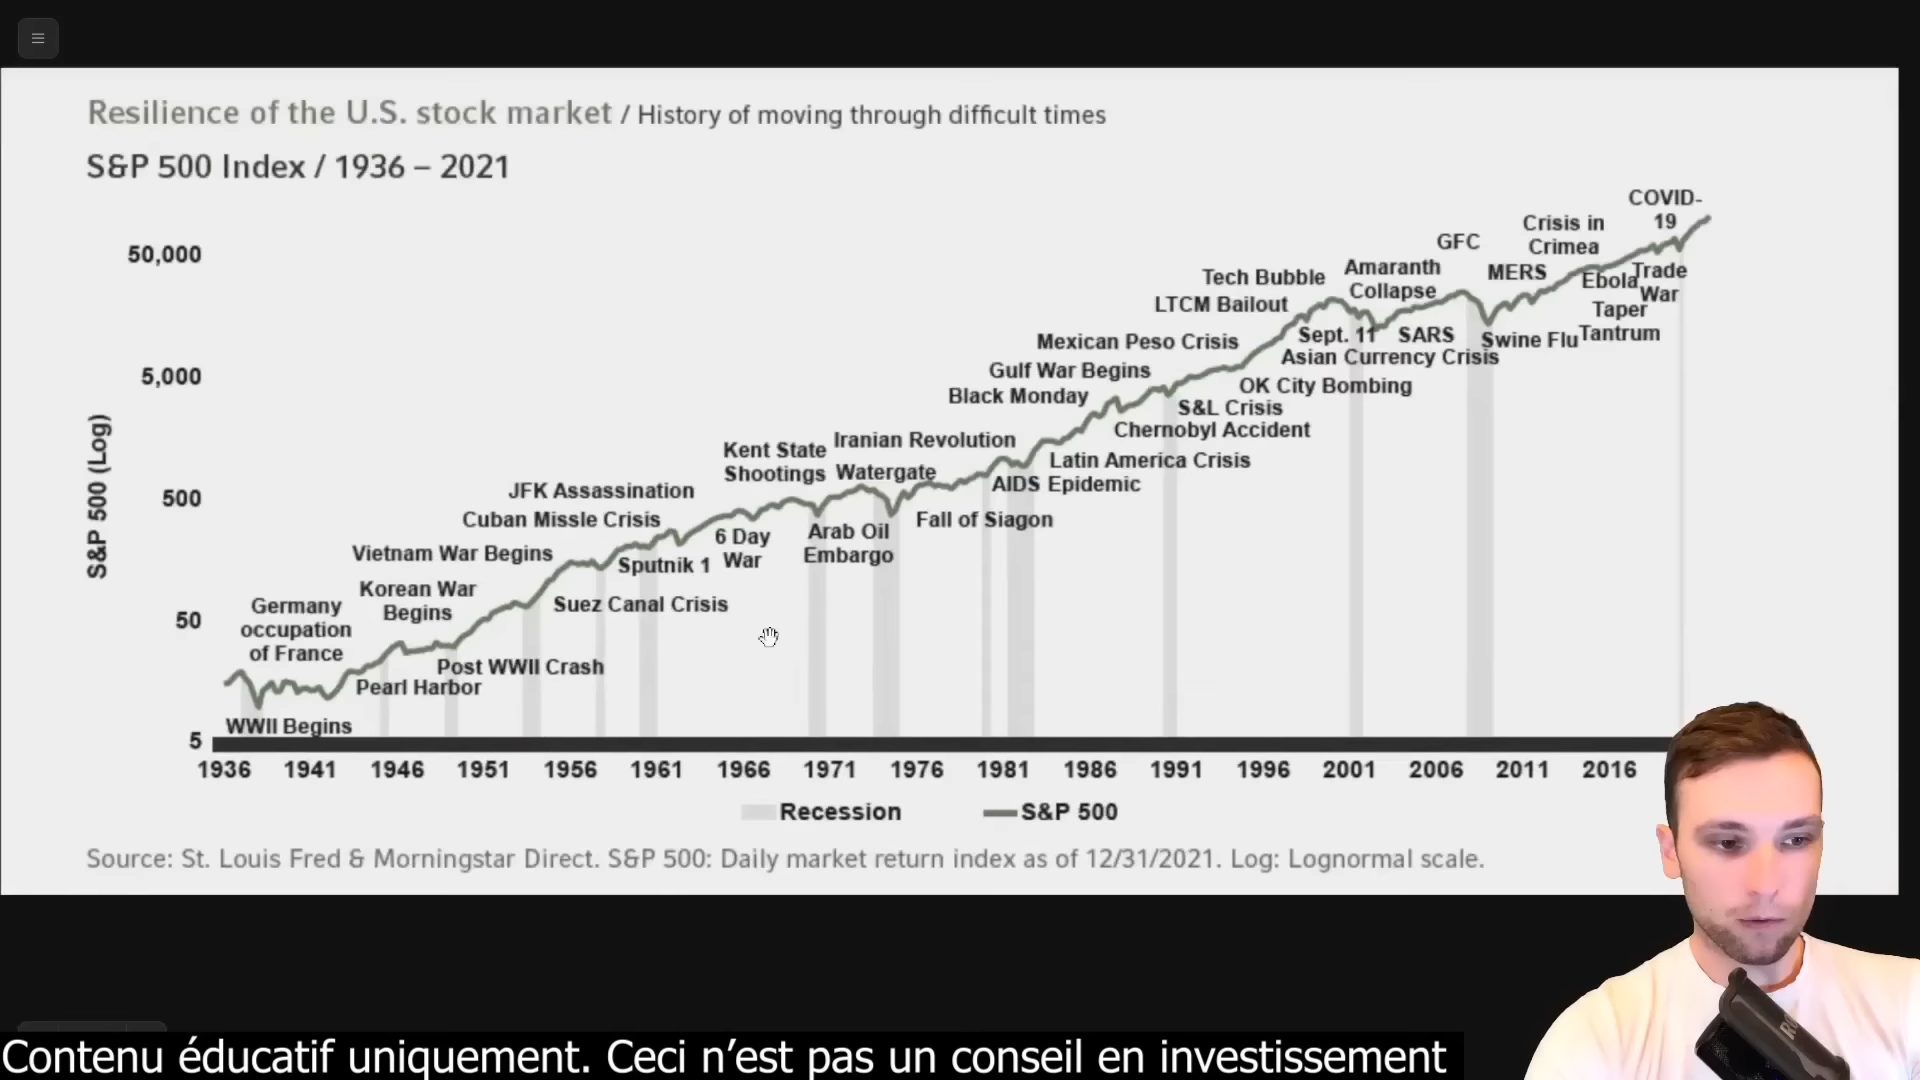 Resilience of the U.S. stock market / History of moving through difficult times
S&P 500 Index / 1936 – 2021
COVID-
19
Crisis in
Crimea
GFC
50,000
Amaranth
Collapse
MERS
Tech Bubble
Ebola
Trade
War
LTCM Bailout
Taper
Tantrum
Sept. 11
SARS
Swine Flu
Mexican Peso Crisis
Asian Currency Crisis
Gulf War Begins
5,000
OK City Bombing
Black Monday
S&L Crisis
Chernobyl Accident
Iranian Revolution
Kent State
Shootings
Watergate
Latin America Crisis
AIDS Epidemic
JFK Assassination
500
Cuban Missle Crisis
Fall of Siagon
6 Day
War
Arab Oil
Embargo
Vietnam War Begins
Sputnik 1
Korean War
Begins
Suez Canal Crisis
Germany
occupation
of France
50
Post WWII Crash
Pearl Harbor
WWII Begins
5
S&P 500 (Log)
1936 1941 1946 1951 1956 1961 1966 1971 1976 1981 1986 1991 1996 2001 2006 2011 2016
Recession S&P 500
Source: St. Louis Fred & Morningstar Direct. S&P 500: Daily market return index as of 12/31/2021. Log: Lognormal scale.
Contenu éducatif uniquement. Ceci n’est pas un conseil en investissement